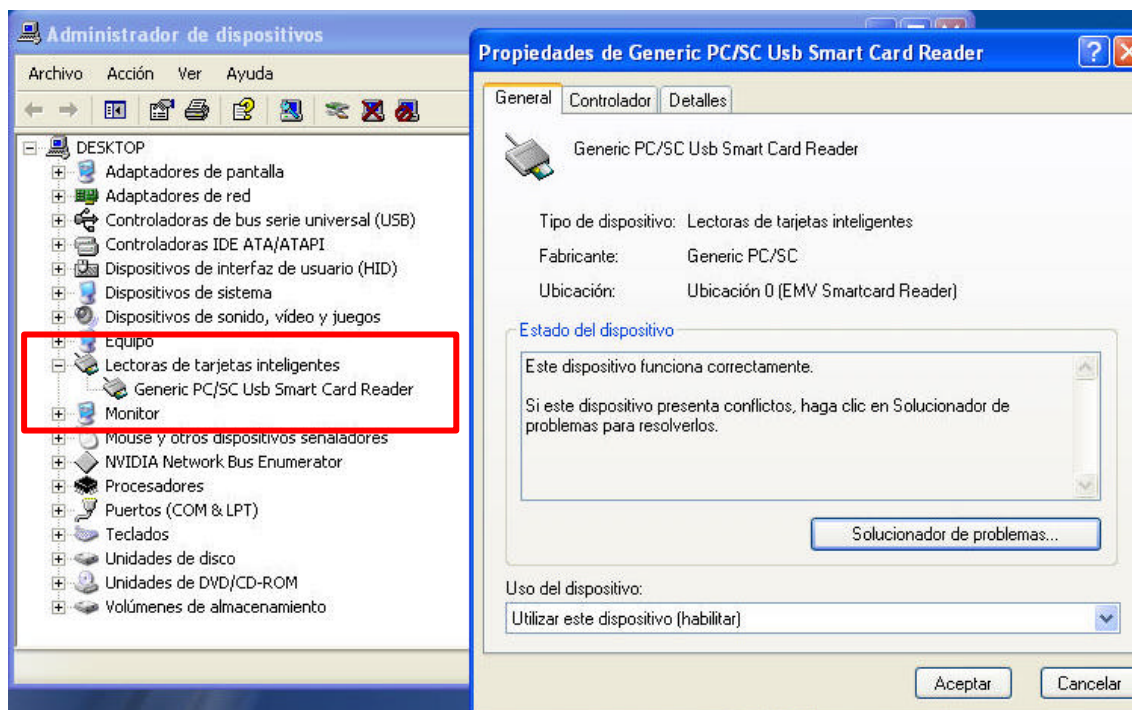 Administrador de dispositivos
Archivo Acción Ver Ayuda
DESKTOP
Adaptadores de pantalla
Adaptadores de red
Controladoras de bus serie universal (USB)
Controladoras IDE ATA/ATAPI
Dispositivos de interfaz de usuario (HID)
Dispositivos de sistema
Dispositivos de sonido, vídeo y juegos
Equipo
Lectoras de tarjetas inteligentes
Generic PC/SC Usb Smart Card Reader
Monitor
Mouse y otros dispositivos señaladores
NVIDIA Network Bus Enumerator
Procesadores
Puertos (COM & LPT)
Teclados
Unidades de disco
Unidades de DVD/CD-ROM
Volúmenes de almacenamiento
Propiedades de Generic PC/SC Usb Smart Card Reader
General Controlador Detalles
Generic PC/SC Usb Smart Card Reader
Tipo de dispositivo: Lectoras de tarjetas inteligentes
Fabricante: Generic PC/SC
Ubicación: Ubicación 0 (EMV Smartcard Reader)
Estado del dispositivo
Este dispositivo funciona correctamente.
Si este dispositivo presenta conflictos, haga clic en Solucionador de
problemas para resolverlos.
Solucionador de problemas...
Uso del dispositivo:
Utilizar este dispositivo (habilitar)
Aceptar Cancelar